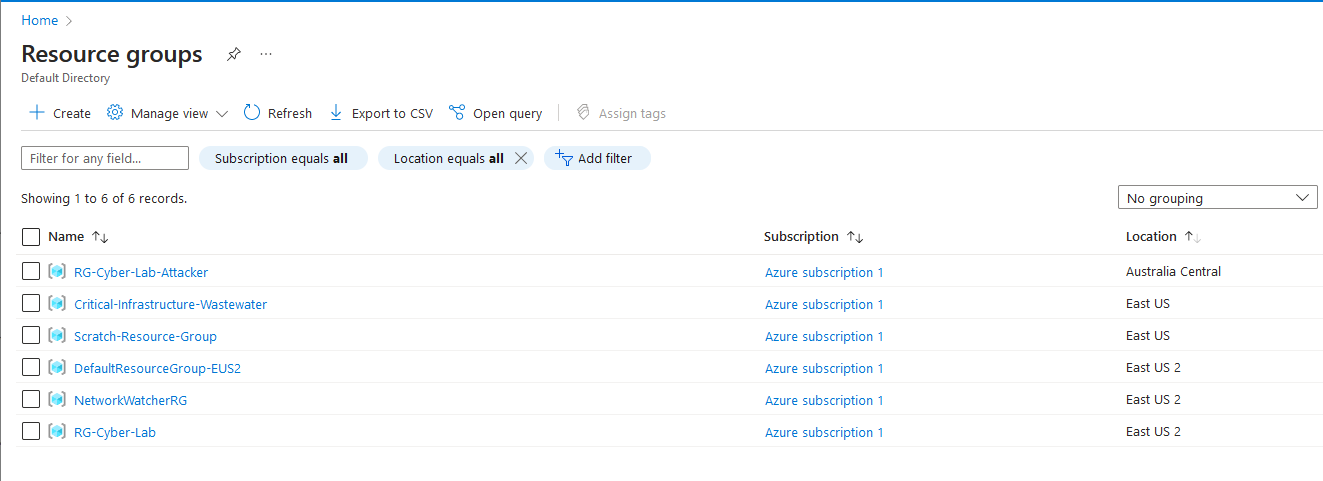 Home
Resource groups
Default Directory
Create Manage view Refresh Export to CSV Open query Assign tags
Filter for any field... Subscription equals all Location equals all Add filter
Showing 1 to 6 of 6 records. No grouping
Name Subscription Location
RG-Cyber-Lab-Attacker Azure subscription 1 Australia Central
Critical-Infrastructure-Wastewater Azure subscription 1 East US
Scratch-Resource-Group Azure subscription 1 East US
DefaultResourceGroup-EUS2 Azure subscription 1 East US 2
NetworkWatcherRG Azure subscription 1 East US 2
RG-Cyber-Lab Azure subscription 1 East US 2